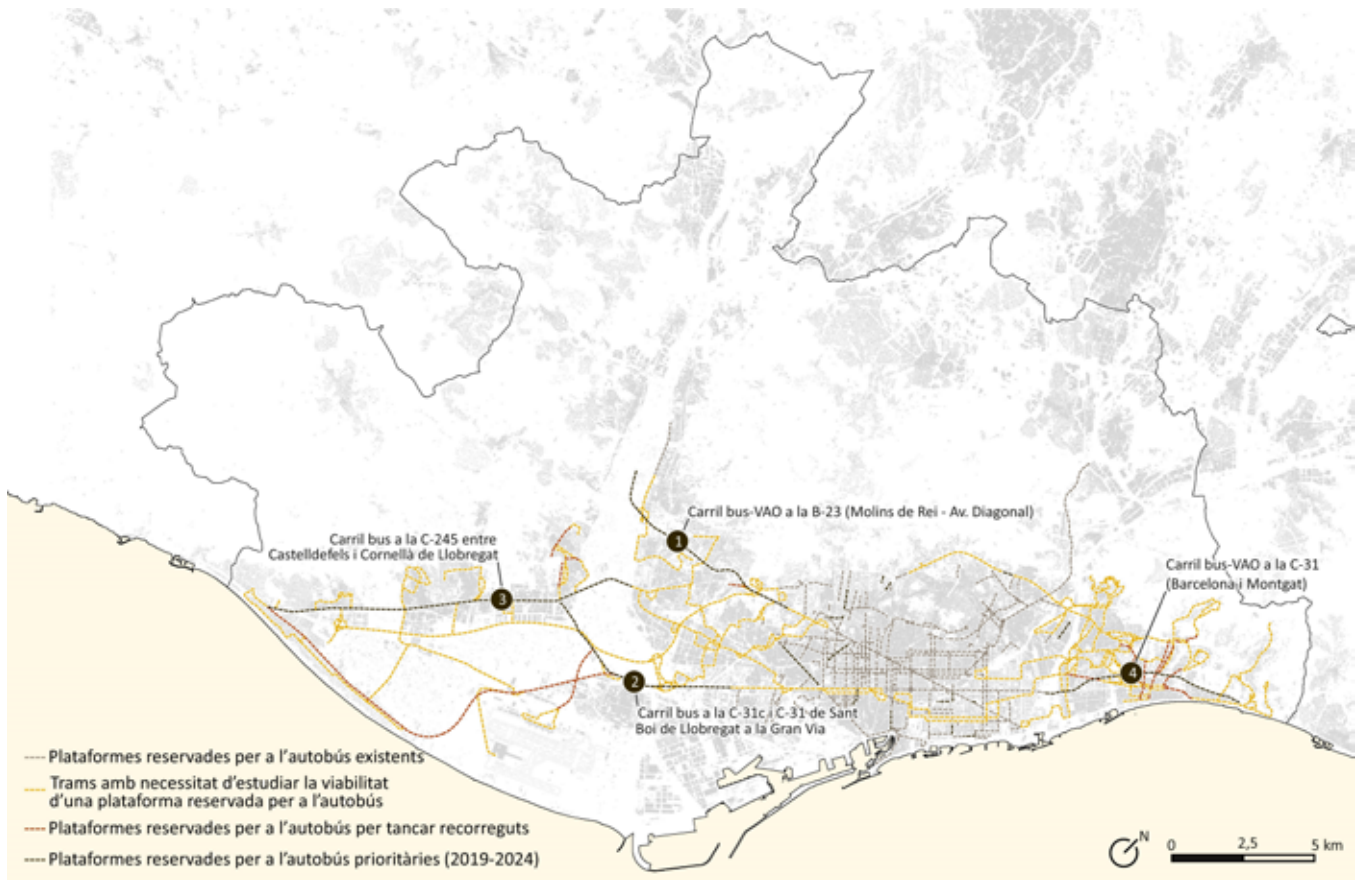 Carril bus-VAO a la B-23 (Molins de Rei - Av. Diagonal)
1
Carril bus a la C-245 entre
Castelldefels i Cornellà de Llobregat
3
Carril bus-VAO a la C-31
(Barcelona i Montgat)
4
2
Carril bus a la C-31c i C-31 de Sant
Boi de Llobregat a la Gran Via
Plataformes reservades per a l'autobús existents
Trams amb necessitat d'estudiar la viabilitat
d'una plataforma reservada per a l'autobús
Plataformes reservades per a l'autobús per tancar recorreguts
Plataformes reservades per a l'autobús prioritàries (2019-2024)
N
0 2,5 5 km